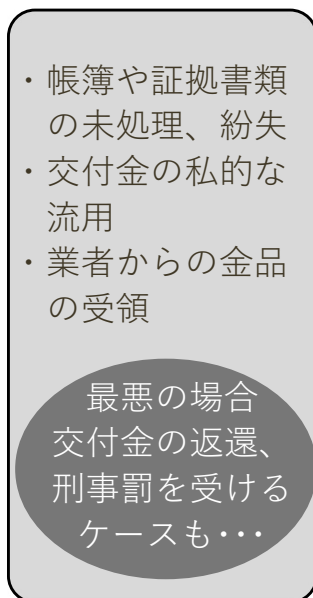 ・帳簿や証拠書類
の未処理、紛失
・交付金の私的な
流用
・業者からの金品
の受領
最悪の場合
交付金の返還、
刑事罰を受ける
ケースも･･･